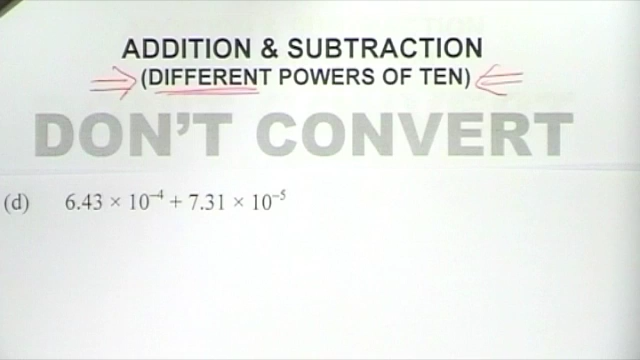 ADDITION & SUBTRACTION
(DIFFERENT POWERS OF TEN)
DON'T CONVERT
(d) 6.43 × 10⁻⁴ + 7.31 × 10⁻⁵